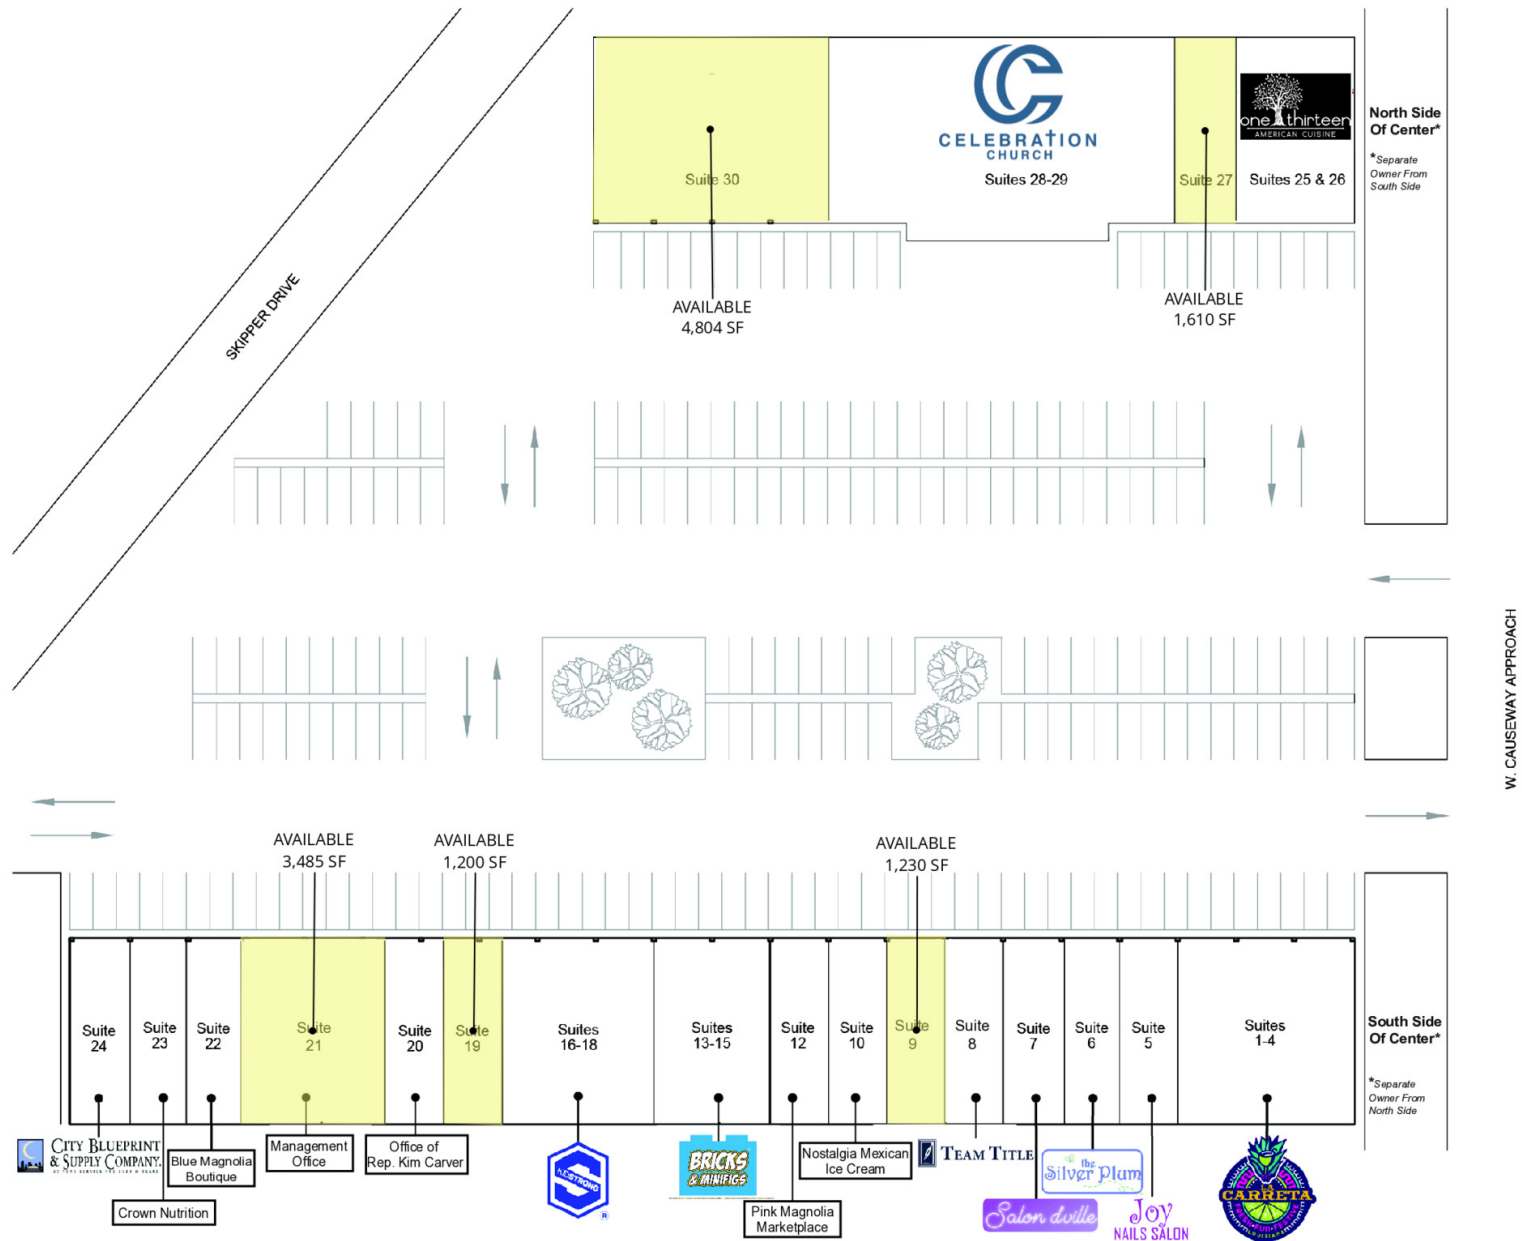 CELEBRATION
CHURCH
one thirteen
AMERICAN CUISINE
North Side
Of Center*
*Separate
Owner From
South Side
Suite 30
Suites 28-29
Suite 27
Suites 25 & 26
SKIPPER DRIVE
AVAILABLE
4,804 SF
AVAILABLE
1,610 SF
W. CAUSEWAY APPROACH
AVAILABLE
3,485 SF
AVAILABLE
1,200 SF
AVAILABLE
1,230 SF
Suite
24
Suite
23
Suite
22
Suite
21
Suite
20
Suite
19
Suites
16-18
Suites
13-15
Suite
12
Suite
10
Suite
9
Suite
8
Suite
7
Suite
6
Suite
5
Suites
1-4
South Side
Of Center*
*Separate
Owner From
North Side
CITY BLUEPRINT
& SUPPLY COMPANY.
Blue Magnolia
Boutique
Crown Nutrition
Management
Office
Office of
Rep. Kim Carver
R
BRICKS
& MINIFIGS
Pink Magnolia
Marketplace
Nostalgia Mexican
Ice Cream
TEAM TITLE
Salon dville
the
Silver Plum
Joy
NAILS SALON
LA
CARRETA